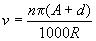 v = nπ(A + d) / 1000R